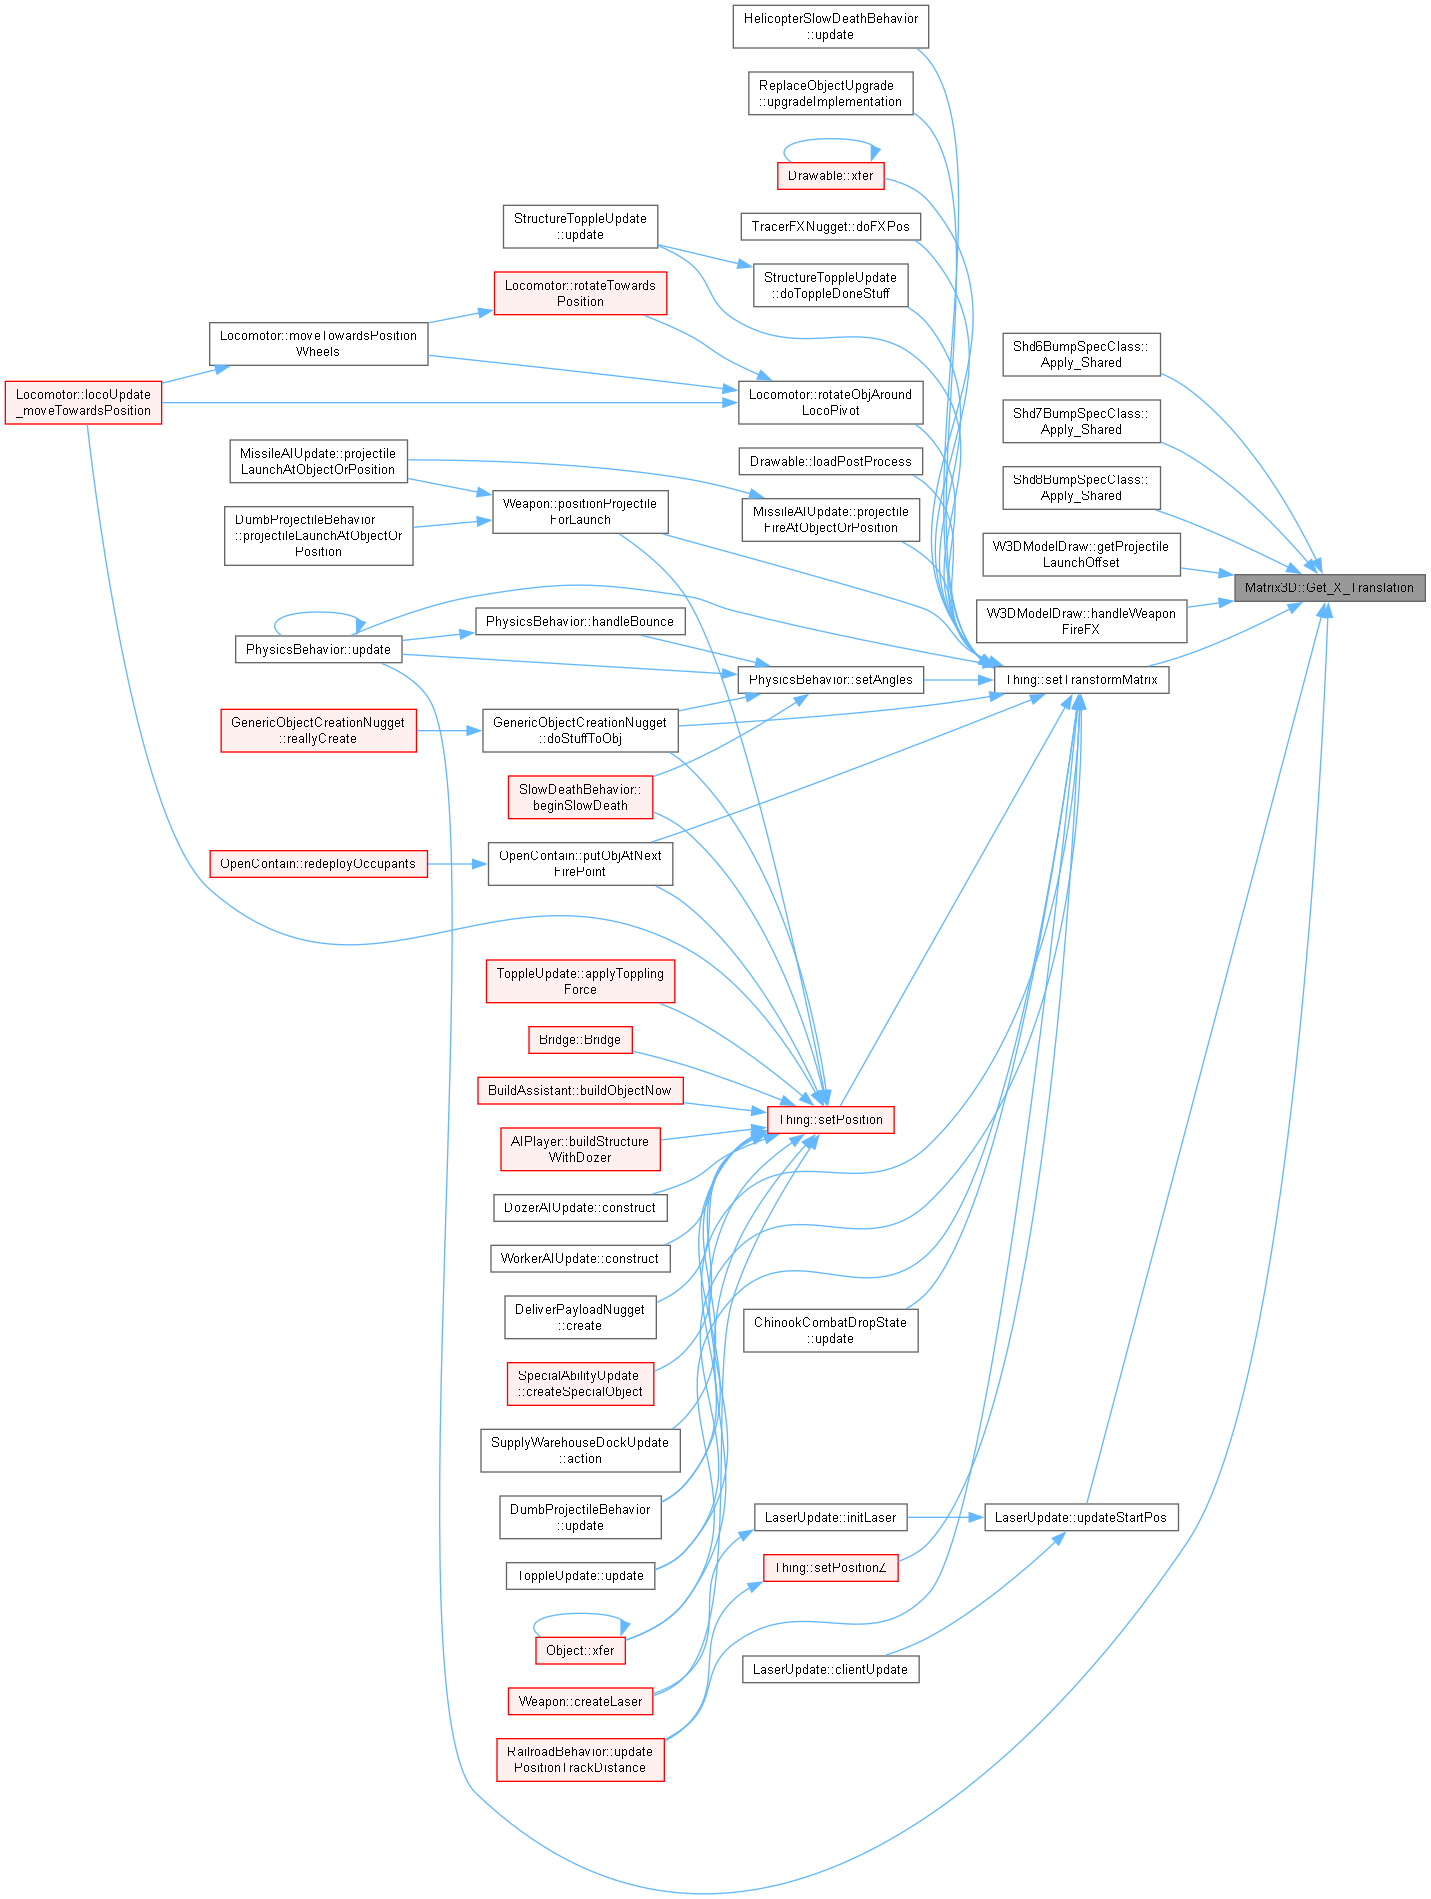 HelicopterSlowDeathBehavior
::update
ReplaceObjectUpgrade
::upgradeImplementation
Drawable::xfer
TracerFXNugget::doFXPos
StructureToppleUpdate
::update
StructureToppleUpdate
::doToppleDoneStuff
Locomotor::rotateTowards
Position
Locomotor::moveTowardsPosition
Wheels
Locomotor::locoUpdate
_moveTowardsPosition
Locomotor::rotateObjAround
LocoPivot
Shd6BumpSpecClass::
Apply_Shared
Shd7BumpSpecClass::
Apply_Shared
Shd8BumpSpecClass::
Apply_Shared
MissileAIUpdate::projectile
LaunchAtObjectOrPosition
Drawable::loadPostProcess
Weapon::positionProjectile
ForLaunch
MissileAIUpdate::projectile
FireAtObjectOrPosition
DumbProjectileBehavior
::projectileLaunchAtObjectOr
Position
W3DModelDraw::getProjectile
LaunchOffset
Matrix3D::Get_X_Translation
W3DModelDraw::handleWeapon
FireFX
PhysicsBehavior::handleBounce
PhysicsBehavior::update
PhysicsBehavior::setAngles
Thing::setTransformMatrix
GenericObjectCreationNugget
::reallyCreate
GenericObjectCreationNugget
::doStuffToObj
SlowDeathBehavior::
beginSlowDeath
OpenContain::redeployOccupants
OpenContain::putObjAtNext
FirePoint
ToppleUpdate::applyToppling
Force
Bridge::Bridge
BuildAssistant::buildObjectNow
Thing::setPosition
AIPlayer::buildStructure
WithDozer
DozerAIUpdate::construct
WorkerAIUpdate::construct
DeliverPayloadNugget
::create
ChinookCombatDropState
::update
SpecialAbilityUpdate
::createSpecialObject
SupplyWarehouseDockUpdate
::action
DumbProjectileBehavior
::update
LaserUpdate::initLaser
LaserUpdate::updateStartPos
ToppleUpdate::update
Thing::setPositionZ
Object::xfer
LaserUpdate::clientUpdate
Weapon::createLaser
RailroadBehavior::update
PositionTrackDistance